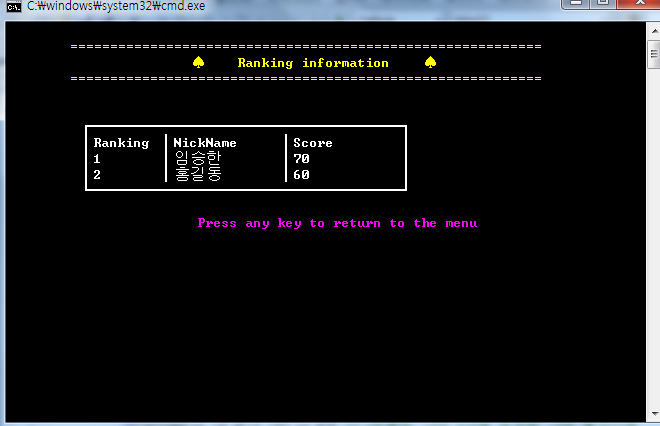 C:₩windows₩system32₩cmd.exe
==========================================================
♠ Ranking information ♠
==========================================================
Ranking NickName Score
1 임승한 70
2 홍길동 60
Press any key to return to the menu